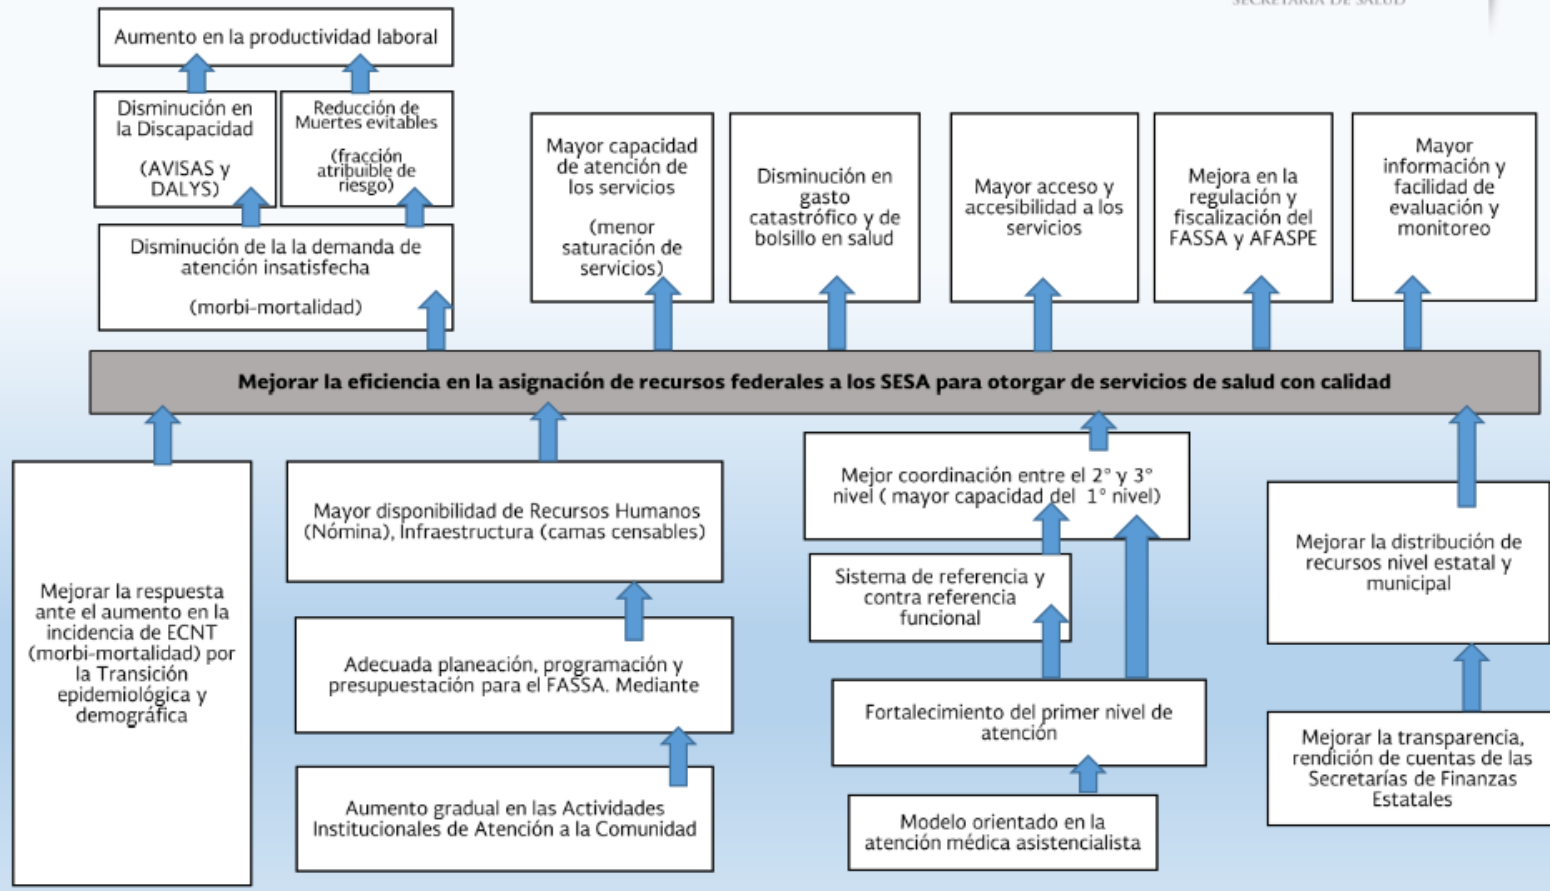 SECRETARÍA DE SALUD
Aumento en la productividad laboral
Disminución en
la Discapacidad
(AVISAS y
DALYS)
Reducción de
Muertes evitables
(fracción
atribuible de
riesgo)
Disminución de la la demanda de
atención insatisfecha
(morbi-mortalidad)
Mayor capacidad
de atención de
los servicios
(menor
saturación de
servicios)
Disminución en
gasto
catastrófico y de
bolsillo en salud
Mayor acceso y
accesibilidad a los
servicios
Mejora en la
regulación y
fiscalización del
FASSA y AFASPE
Mayor
información y
facilidad de
evaluación y
monitoreo
Mejorar la eficiencia en la asignación de recursos federales a los SESA para otorgar de servicios de salud con calidad
Mejorar la respuesta
ante el aumento en la
incidencia de ECNT
(morbi-mortalidad) por
la Transición
epidemiológica y
demográfica
Mayor disponibilidad de Recursos Humanos
(Nómina), Infraestructura (camas censables)
Adecuada planeación, programación y
presupuestación para el FASSA. Mediante
Aumento gradual en las Actividades
Institucionales de Atención a la Comunidad
Mejor coordinación entre el 2° y 3°
nivel ( mayor capacidad del 1° nivel)
Sistema de referencia y
contra referencia
funcional
Fortalecimiento del primer nivel de
atención
Modelo orientado en la
atención médica asistencialista
Mejorar la distribución de
recursos nivel estatal y
municipal
Mejorar la transparencia,
rendición de cuentas de las
Secretarías de Finanzas
Estatales